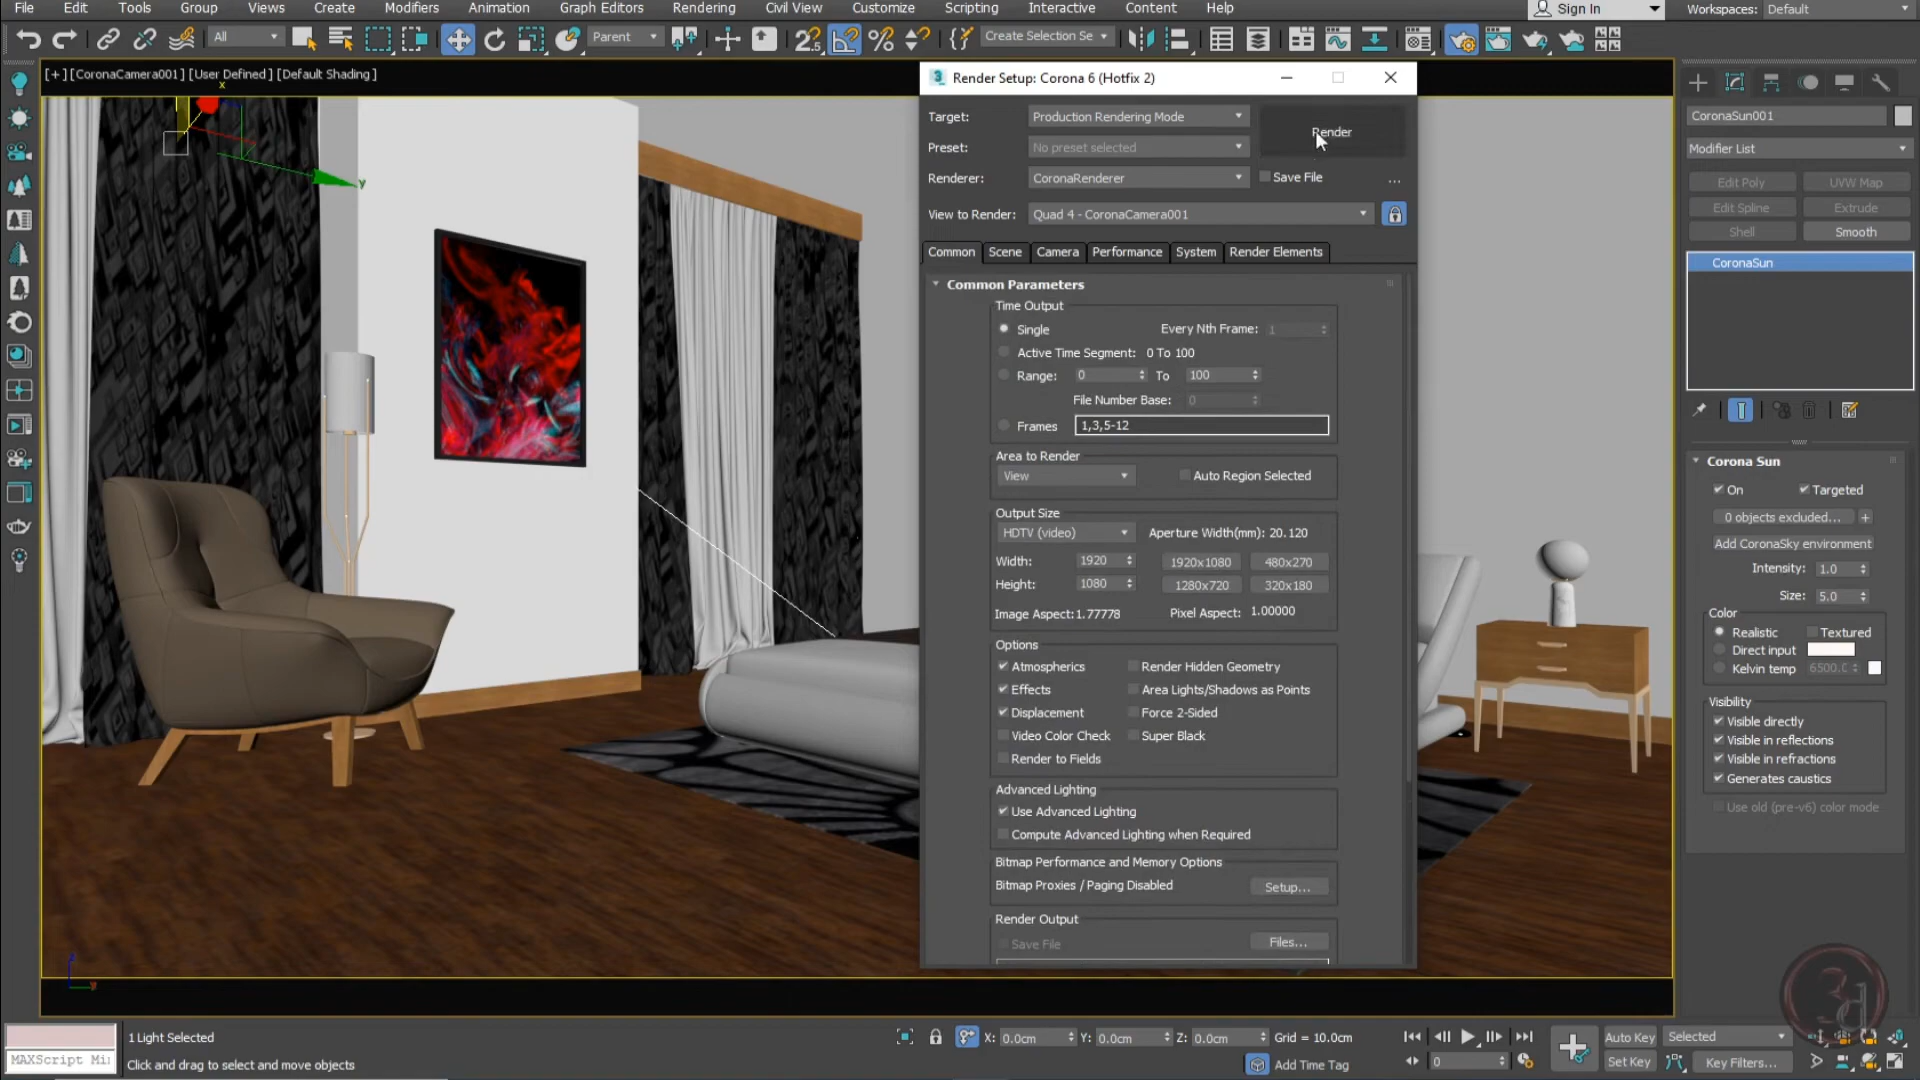 File Edit Tools Group Views Create Modifiers Animation Graph Editors Rendering Civil View Customize Scripting Interactive Content Help Sign In Workspaces: Default
All Parent Create Selection Se
[+] [CoronaCamera001] [User Defined ] [Default Shading ]
x
y
Render Setup: Corona 6 (Hotfix 2)
Target: Production Rendering Mode
Render
Preset: No preset selected
Renderer: CoronaRenderer Save File ...
View to Render: Quad 4 - CoronaCamera001
Common Scene Camera Performance System Render Elements
Common Parameters
Time Output
Single Every Nth Frame: 1
Active Time Segment: 0 To 100
Range: 0 To 100
File Number Base: 0
Frames 1,3,5-12
Area to Render
View Auto Region Selected
Output Size
HDTV (video) Aperture Width(mm): 20.120
Width: 1920 1920x1080 480x270
Height: 1080 1280x720 320x180
Image Aspect:1.77778 Pixel Aspect: 1.00000
Options
Atmospherics Render Hidden Geometry
Effects Area Lights/Shadows as Points
Displacement Force 2-Sided
Video Color Check Super Black
Render to Fields
Advanced Lighting
Use Advanced Lighting
Compute Advanced Lighting when Required
Bitmap Performance and Memory Options
Bitmap Proxies / Paging Disabled Setup...
Render Output
Save File Files...
CoronaSun001
Modifier List
Edit Poly UVW Map
Edit Spline Extrude
Shell Smooth
CoronaSun
Corona Sun
On Targeted
0 objects excluded... +
Add CoronaSky environment
Intensity: 1.0
Size: 5.0
Color
Realistic Textured
Direct input
Kelvin temp 6500.0
Visibility
Visible directly
Visible in reflections
Visible in refractions
Generates caustics
Use old (pre-v6) color mode
z
y
3d
1 Light Selected X: 0.0cm Y: 0.0cm Z: 0.0cm Grid = 10.0cm Auto Key Selected
MAXScript Mi Click and drag to select and move objects Add Time Tag 0 Set Key Key Filters...